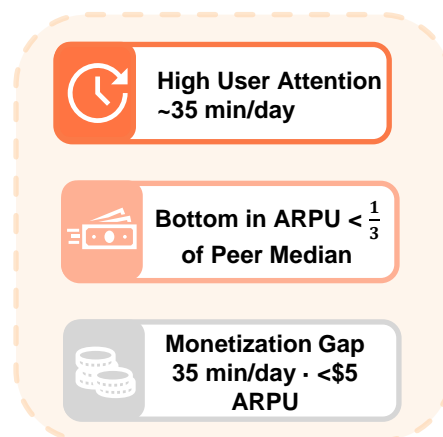 High User Attention
~35 min/day
Bottom in ARPU < 1/3
of Peer Median
Monetization Gap
35 min/day · <$5
ARPU